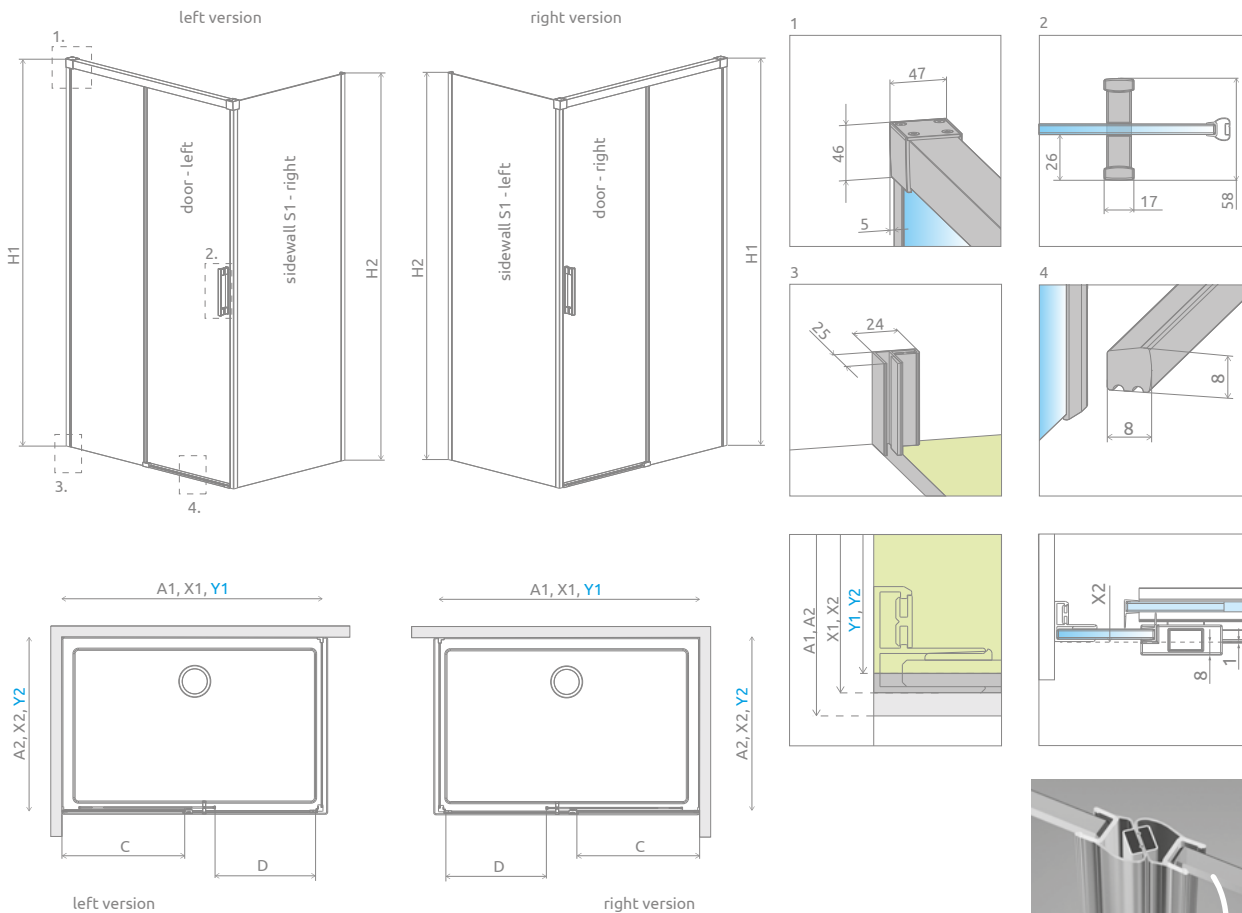 left version
right version
1.
H1
door - left
2.
sidewall S1 - right
H2
3.
4.
H2
sidewall S1 - left
door - right
H1
1
47
46
5
2
26
17
58
3
25
24
4
8
8
A1, X1, Y1
A2, X2, Y2
C
D
left version
A1, X1, Y1
A2, X2, Y2
D
C
right version
A1, A2
X1, X2
Y1, Y2
X2
8
1